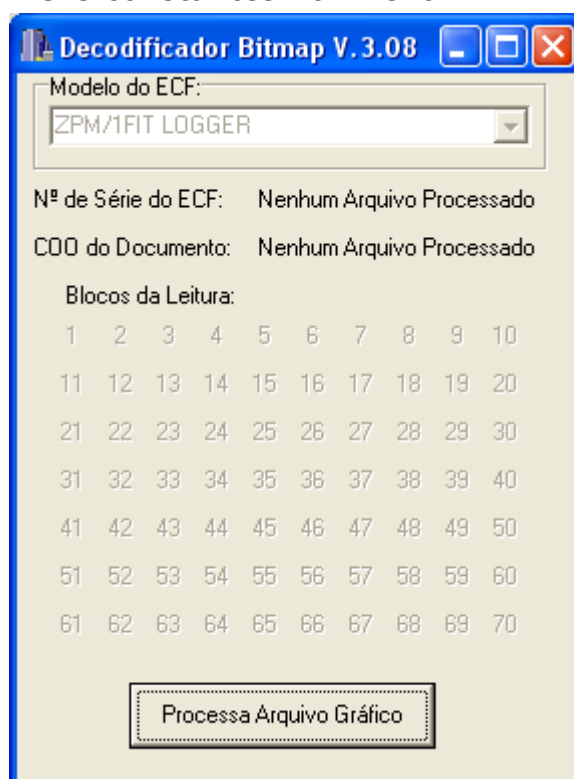 Decodificador Bitmap V.3.08
Modelo do ECF:
ZPM/1FIT LOGGER
Nº de Série do ECF: Nenhum Arquivo Processado
COO do Documento: Nenhum Arquivo Processado
Blocos da Leitura:
1 2 3 4 5 6 7 8 9 10
11 12 13 14 15 16 17 18 19 20
21 22 23 24 25 26 27 28 29 30
31 32 33 34 35 36 37 38 39 40
41 42 43 44 45 46 47 48 49 50
51 52 53 54 55 56 57 58 59 60
61 62 63 64 65 66 67 68 69 70
Processa Arquivo Gráfico